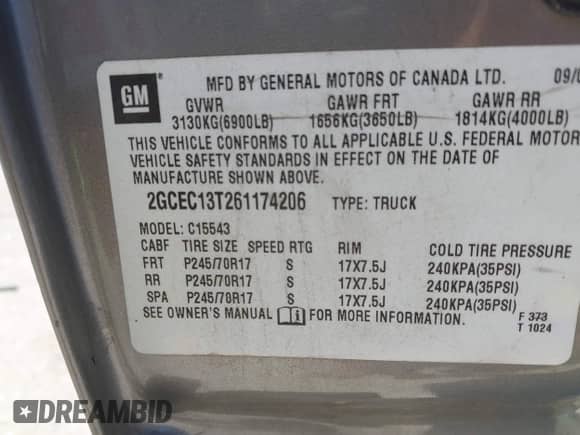 GM
MFD BY GENERAL MOTORS OF CANADA LTD. 09/0
GVWR GAWR FRT GAWR RR
3130KG(6900LB) 1656KG(3650LB) 1814KG(4000LB)
THIS VEHICLE CONFORMS TO ALL APPLICABLE U.S. FEDERAL MOTOR
VEHICLE SAFETY STANDARDS IN EFFECT ON THE DATE OF
MANUFACTURE SHOWN ABOVE.
2GCEC13T261174206 TYPE: TRUCK
MODEL: C15543
CABF TIRE SIZE SPEED RTG RIM COLD TIRE PRESSURE
FRT P245/70R17 S 17X7.5J 240KPA(35PSI)
RR P245/70R17 S 17X7.5J 240KPA(35PSI)
SPA P245/70R17 S 17X7.5J 240KPA(35PSI)
SEE OWNER'S MANUAL FOR MORE INFORMATION.
F 373
T 1024
DREAMBID